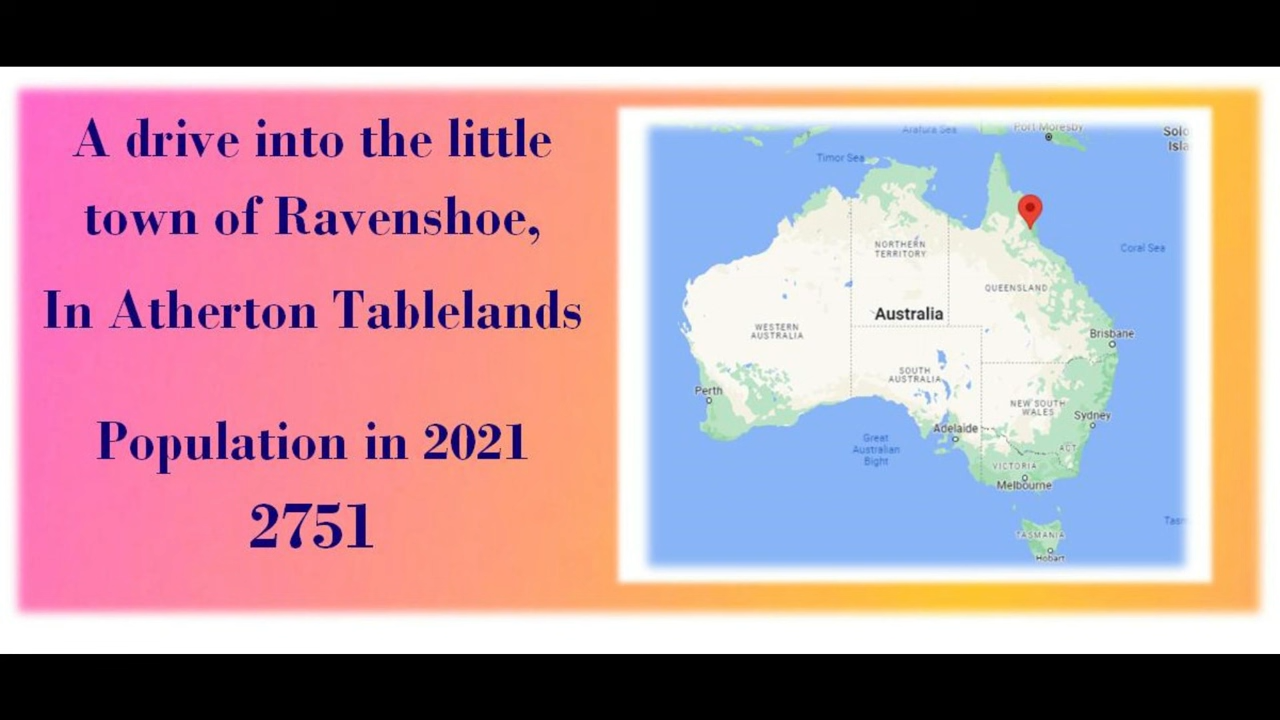 A drive into the little
town of Ravenshoe,
In Atherton Tablelands
Population in 2021
2751
Arafura Sea
Port Moresby
Timor Sea
Coral Sea
NORTHERN
TERRITORY
QUEENSLAND
Australia
WESTERN
AUSTRALIA
Brisbane
SOUTH
AUSTRALIA
Perth
NEW SOUTH
WALES
Sydney
Adelaide
Great
Australian
Bight
ACT
VICTORIA
Melbourne
TASMANIA
Hobart